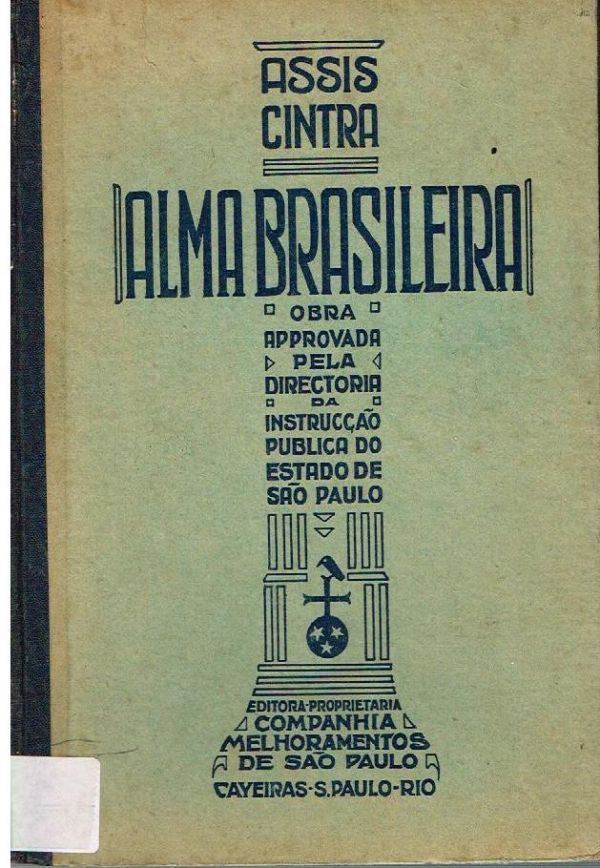 ASSIS
CINTRA
ALMA BRASILEIRA
OBRA
APPROVADA
PELA
DIRECTORIA
DA
INSTRUCÇÃO
PUBLICA DO
ESTADO DE
SÃO PAULO
EDITORA-PROPRIETARIA
COMPANHIA
MELHORAMENTOS
DE SÃO PAULO
CAYEIRAS-S.PAULO-RIO